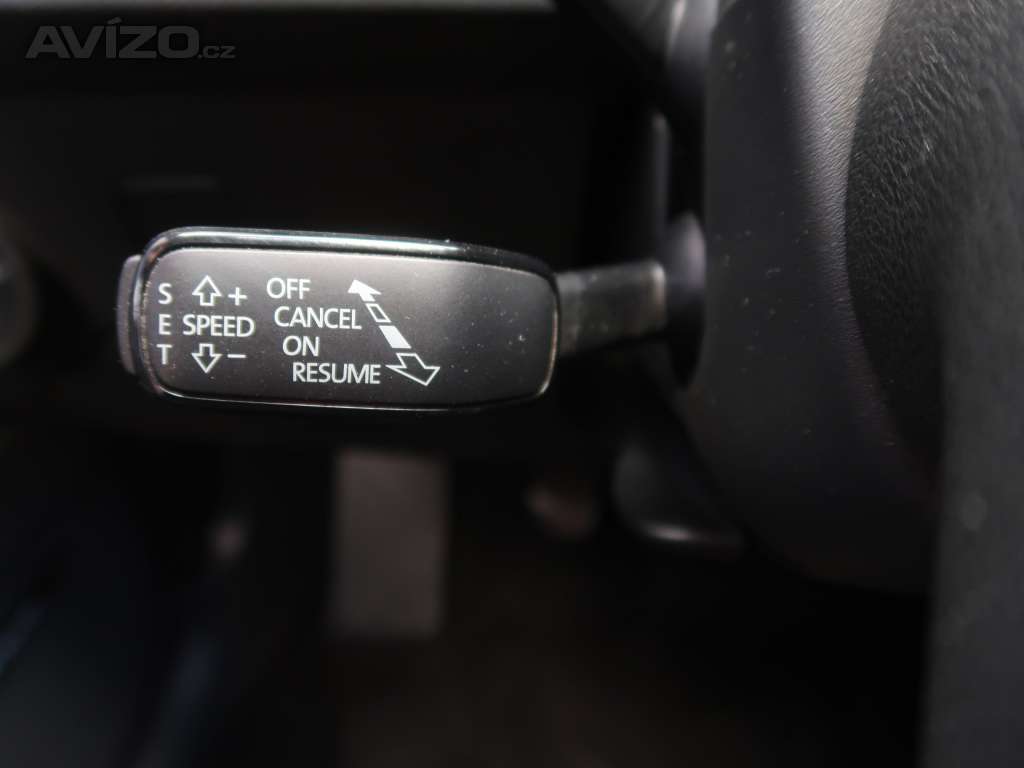 AVÍZO.cz
S
E
T
+
SPEED
−
OFF
CANCEL
ON
RESUME